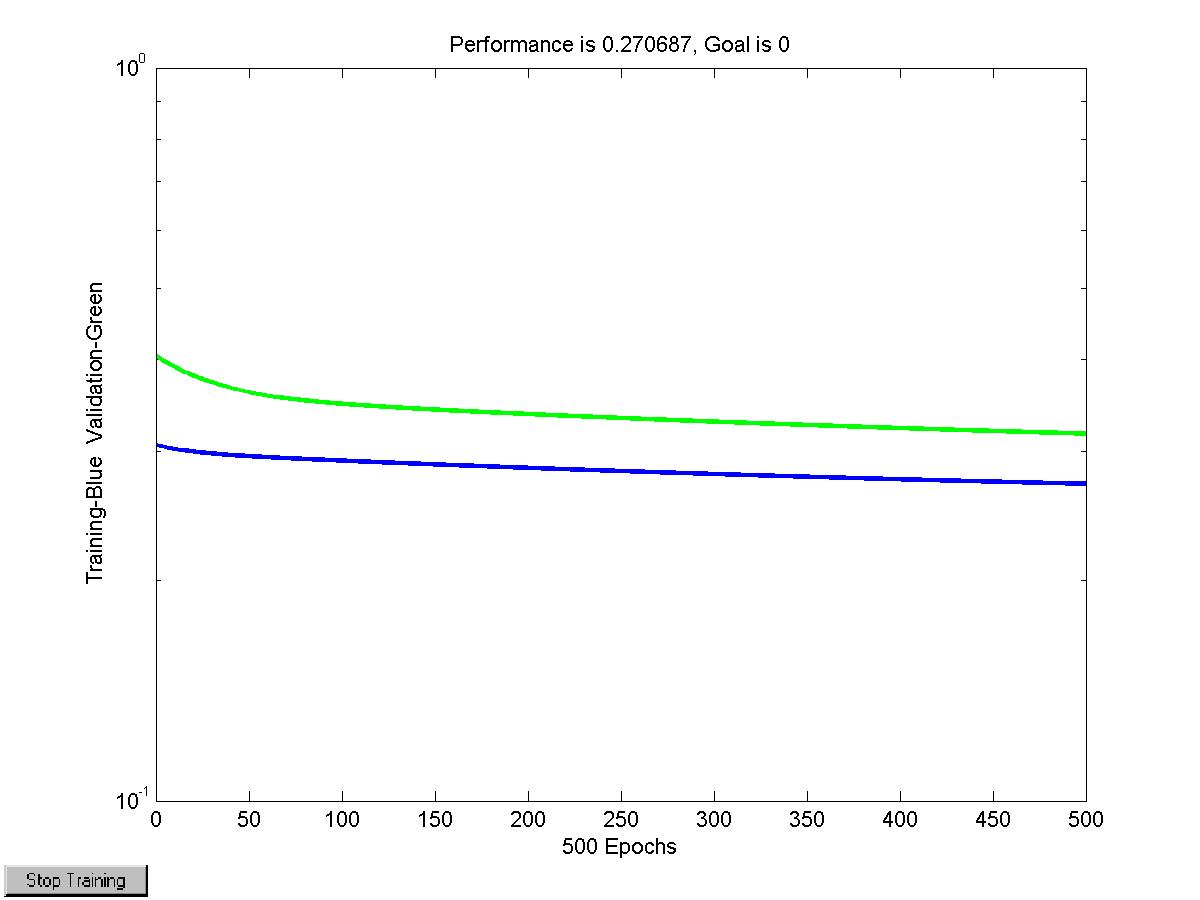 Performance is 0.270687, Goal is 0
10^0
Training-Blue Validation-Green
10^-1
0 50 100 150 200 250 300 350 400 450 500
500 Epochs
Stop Training